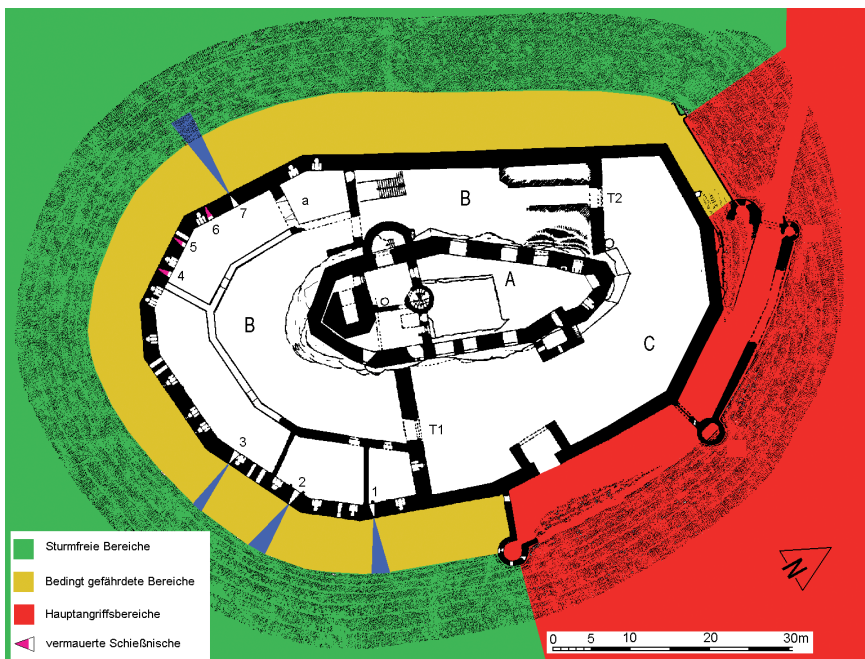 a
7
6
5
4
B
T2
A
B
C
T1
3
2
1
Sturmfreie Bereiche
Bedingt gefährdete Bereiche
Hauptangriffsbereiche
vermauerte Schießnische
N
0 5 10 20 30m